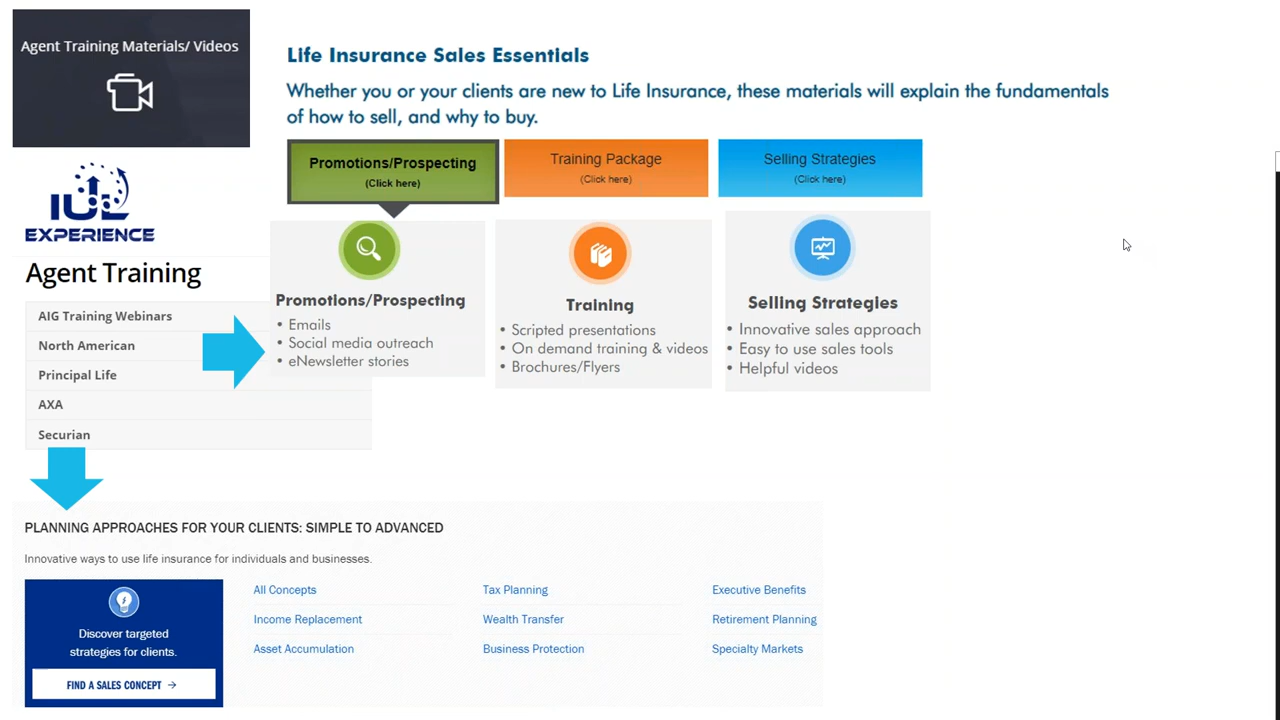 Agent Training Materials/ Videos
Life Insurance Sales Essentials
Whether you or your clients are new to Life Insurance, these materials will explain the fundamentals
of how to sell, and why to buy.
Promotions/Prospecting
(Click here)
Training Package
(Click here)
Selling Strategies
(Click here)
IUL
EXPERIENCE
Agent Training
AIG Training Webinars
North American
Principal Life
AXA
Securian
Promotions/Prospecting
• Emails
• Social media outreach
• eNewsletter stories
Training
• Scripted presentations
• On demand training & videos
• Brochures/Flyers
Selling Strategies
• Innovative sales approach
• Easy to use sales tools
• Helpful videos
PLANNING APPROACHES FOR YOUR CLIENTS: SIMPLE TO ADVANCED
Innovative ways to use life insurance for individuals and businesses.
Discover targeted
strategies for clients.
FIND A SALES CONCEPT →
All Concepts
Income Replacement
Asset Accumulation
Tax Planning
Wealth Transfer
Business Protection
Executive Benefits
Retirement Planning
Specialty Markets